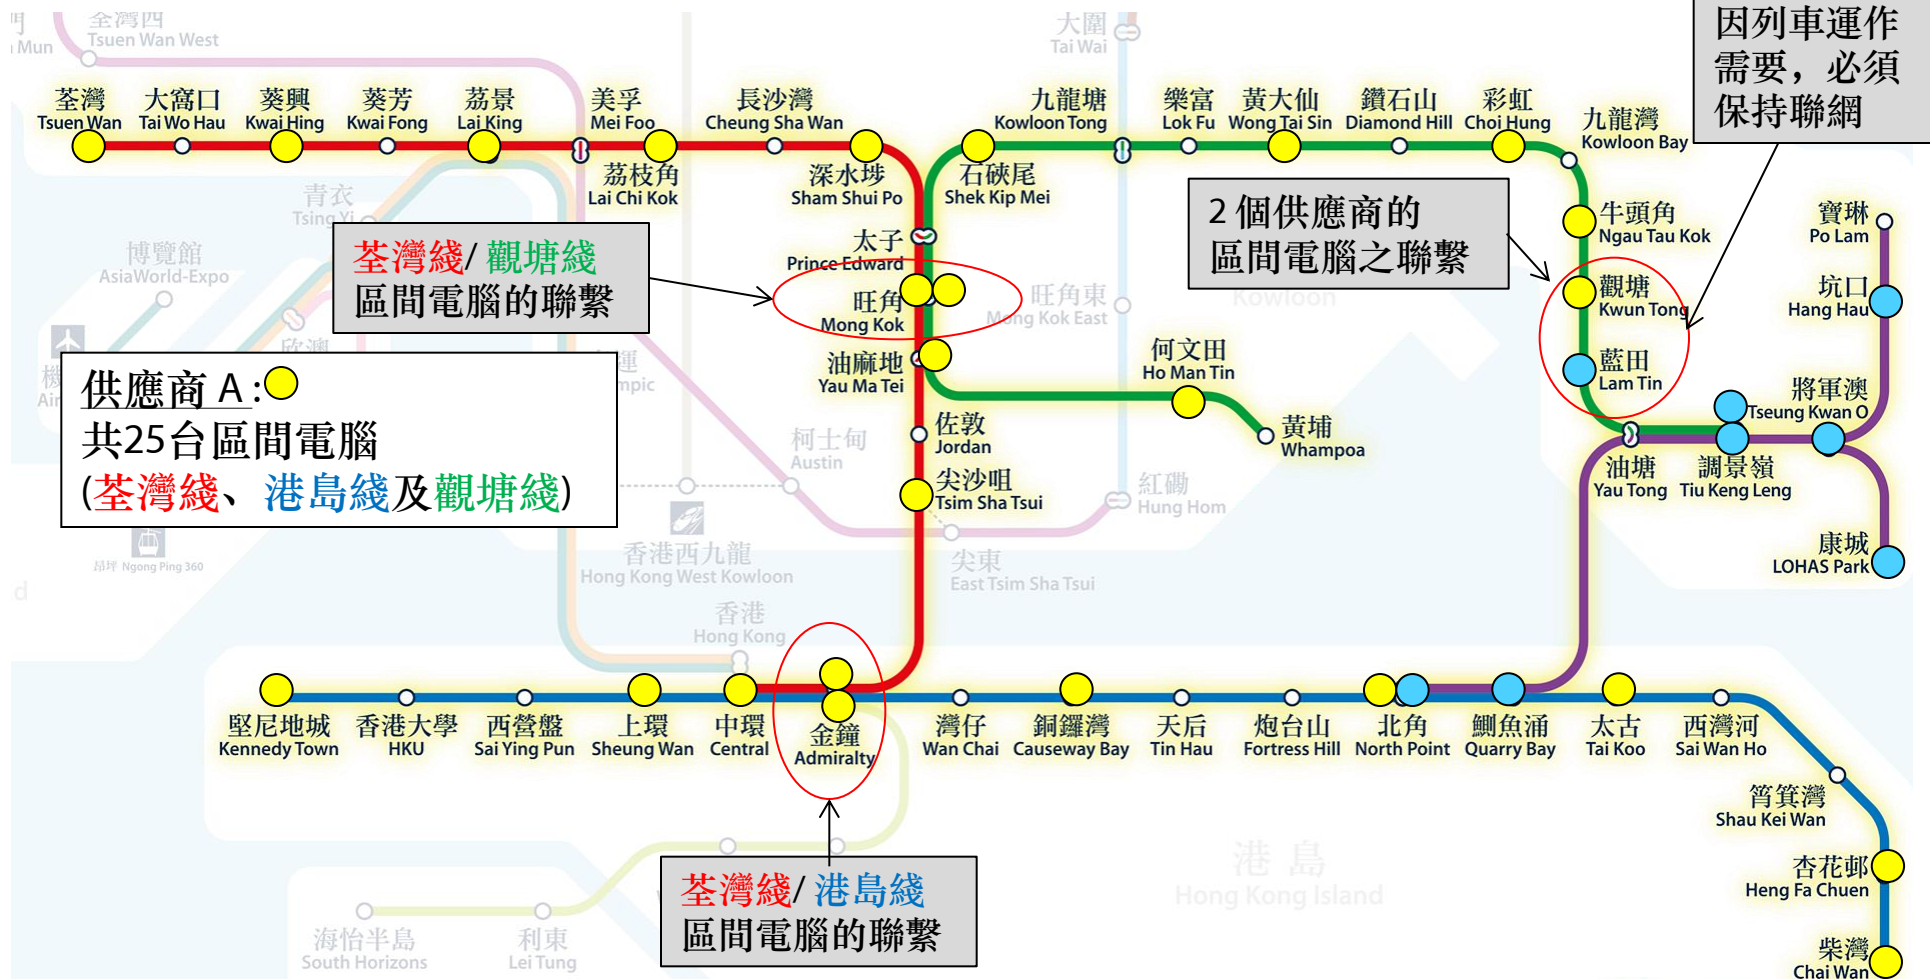 荃灣西
Tsuen Wan West
Mun
大圍
Tai Wai
因列車運作
需要，必須
保持聯網
荃灣
Tsuen Wan
大窩口
Tai Wo Hau
葵興
Kwai Hing
葵芳
Kwai Fong
荔景
Lai King
美孚
Mei Foo
長沙灣
Cheung Sha Wan
九龍塘
Kowloon Tong
樂富
Lok Fu
黃大仙
Wong Tai Sin
鑽石山
Diamond Hill
彩虹
Choi Hung
九龍灣
Kowloon Bay
荔枝角
Lai Chi Kok
深水埗
Sham Shui Po
石硤尾
Shek Kip Mei
青衣
Tsing Yi
2 個供應商的
區間電腦之聯繫
牛頭角
Ngau Tau Kok
寶琳
Po Lam
博覽館
AsiaWorld-Expo
荃灣綫/ 觀塘綫
區間電腦的聯繫
太子
Prince Edward
旺角
Mong Kok
旺角東
Mong Kok East
Kowloon
觀塘
Kwun Tong
坑口
Hang Hau
欣澳
油麻地
Yau Ma Tei
何文田
Ho Man Tin
藍田
Lam Tin
將軍澳
Tseung Kwan O
供應商 A :
共25台區間電腦
(荃灣綫、港島綫及觀塘綫)
佐敦
Jordan
柯士甸
Austin
黃埔
Whampoa
油塘
Yau Tong
調景嶺
Tiu Keng Leng
尖沙咀
Tsim Sha Tsui
紅磡
Hung Hom
昂坪 Ngong Ping 360
香港西九龍
Hong Kong West Kowloon
尖東
East Tsim Sha Tsui
康城
LOHAS Park
香港
Hong Kong
堅尼地城
Kennedy Town
香港大學
HKU
西營盤
Sai Ying Pun
上環
Sheung Wan
中環
Central
金鐘
Admiralty
灣仔
Wan Chai
銅鑼灣
Causeway Bay
天后
Tin Hau
炮台山
Fortress Hill
北角
North Point
鰂魚涌
Quarry Bay
太古
Tai Koo
西灣河
Sai Wan Ho
筲箕灣
Shau Kei Wan
荃灣綫/ 港島綫
區間電腦的聯繫
港島
Hong Kong Island
杏花邨
Heng Fa Chuen
海怡半島
South Horizons
利東
Lei Tung
柴灣
Chai Wan